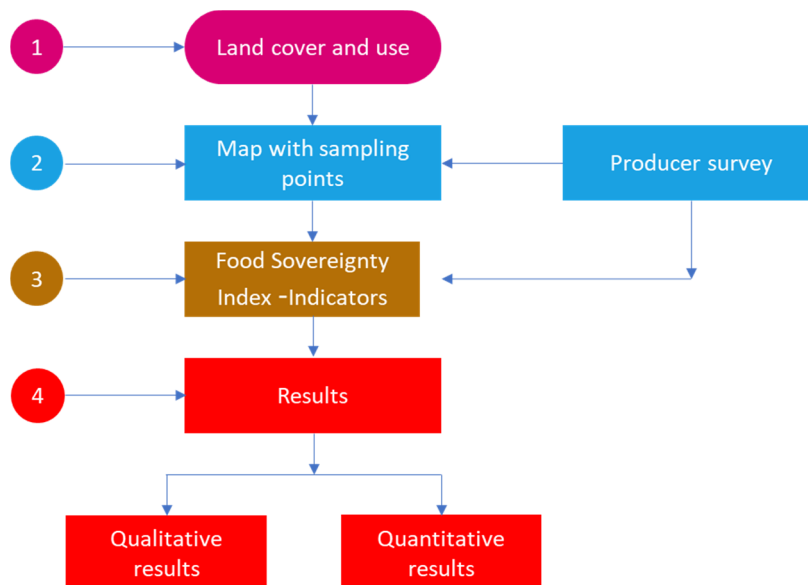 1
Land cover and use
2
Map with sampling
points
Producer survey
3
Food Sovereignty
Index -Indicators
4
Results
Qualitative
results
Quantitative
results